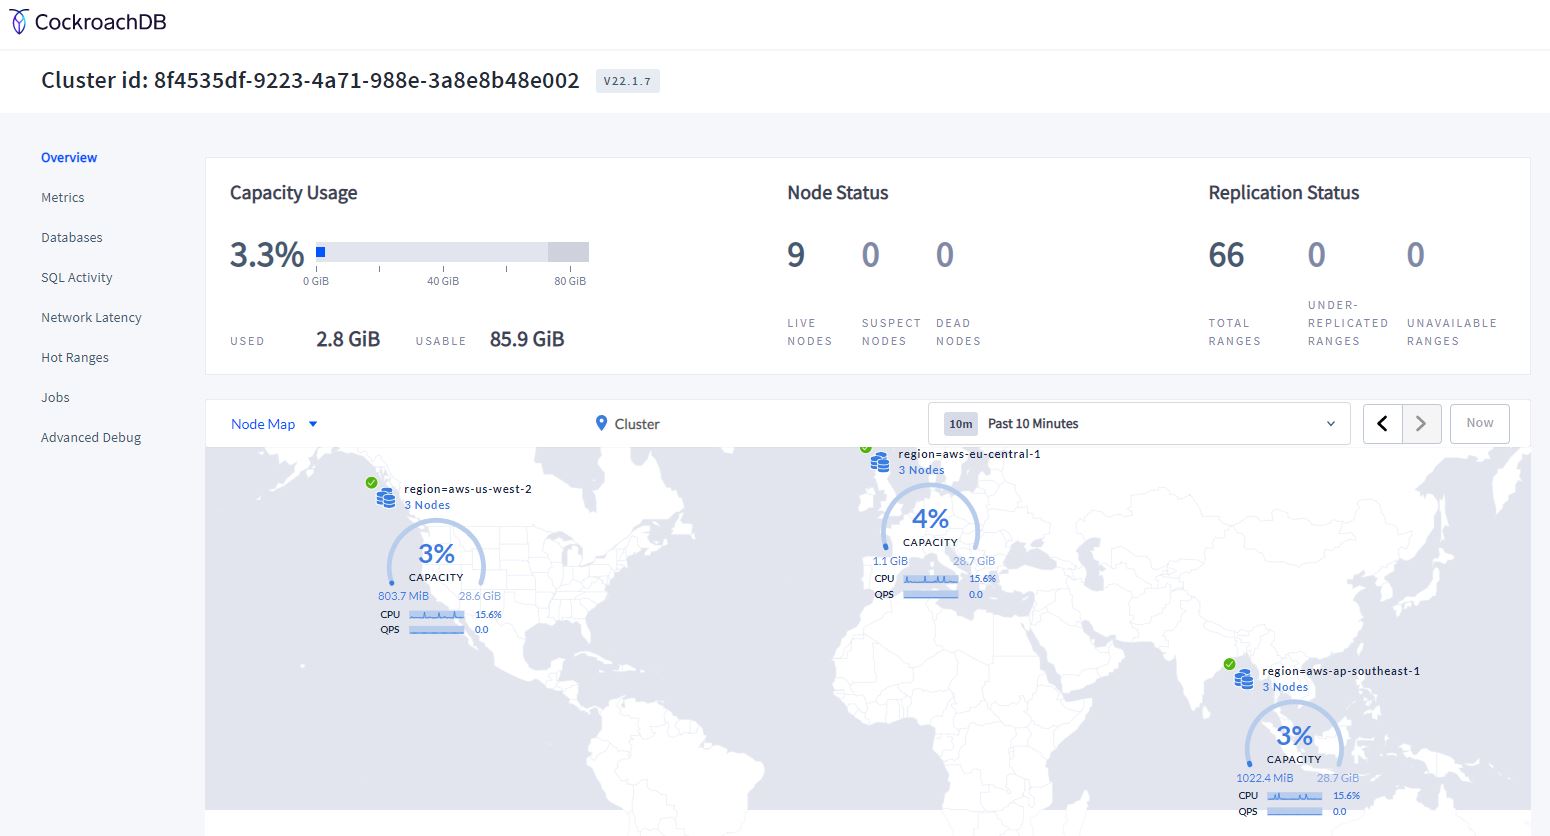 CockroachDB
Cluster id: 8f4535df-9223-4a71-988e-3a8e8b48e002 V22.1.7
Overview
Metrics
Databases
SQL Activity
Network Latency
Hot Ranges
Jobs
Advanced Debug
Capacity Usage
3.3%
0 GiB 40 GiB 80 GiB
USED 2.8 GiB USABLE 85.9 GiB
Node Status
9 0 0
LIVE NODES
SUSPECT NODES
DEAD NODES
Replication Status
66 0 0
TOTAL RANGES
UNDER-REPLICATED RANGES
UNAVAILABLE RANGES
Node Map
Cluster
10m Past 10 Minutes
Now
region=aws-us-west-2
3 Nodes
3%
CAPACITY
803.7 MiB 28.6 GiB
CPU 15.6%
QPS 0.0
region=aws-eu-central-1
3 Nodes
4%
CAPACITY
1.1 GiB 28.7 GiB
CPU 15.6%
QPS 0.0
region=aws-ap-southeast-1
3 Nodes
3%
CAPACITY
1022.4 MiB 28.7 GiB
CPU 15.6%
QPS 0.0